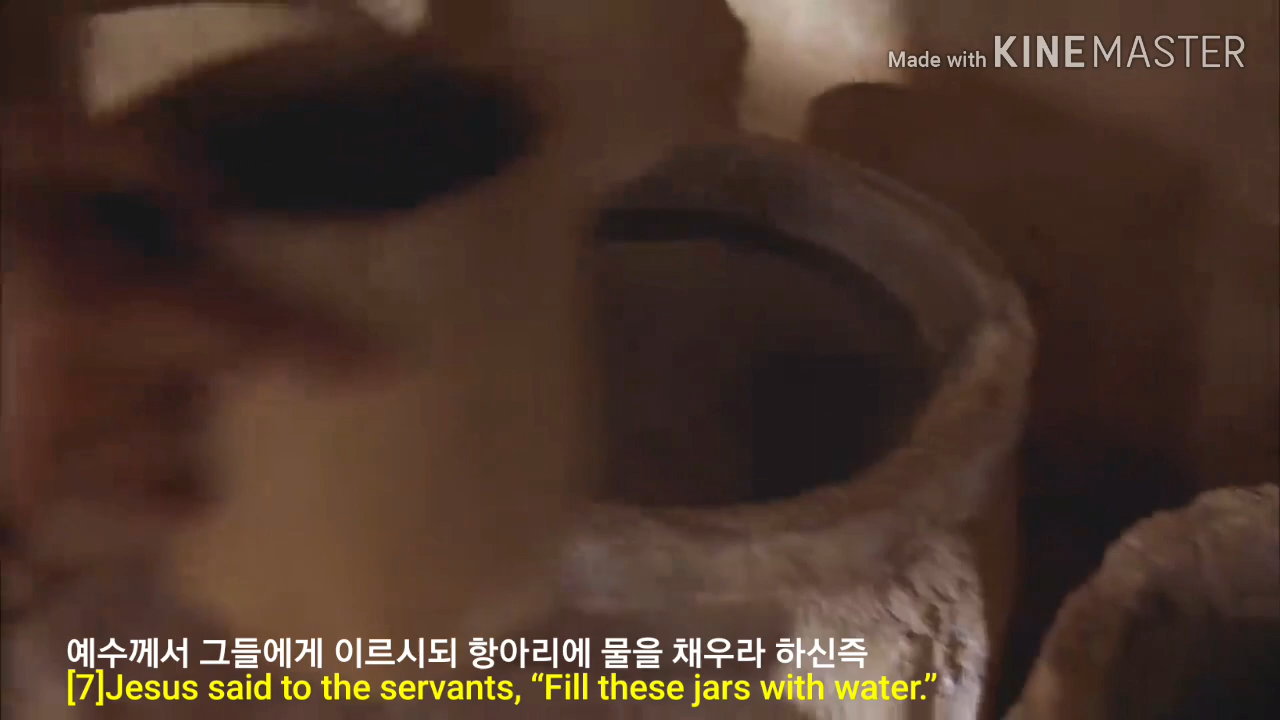 Made with KINEMASTER
예수께서 그들에게 이르시되 항아리에 물을 채우라 하신즉
[7]Jesus said to the servants, “Fill these jars with water.”